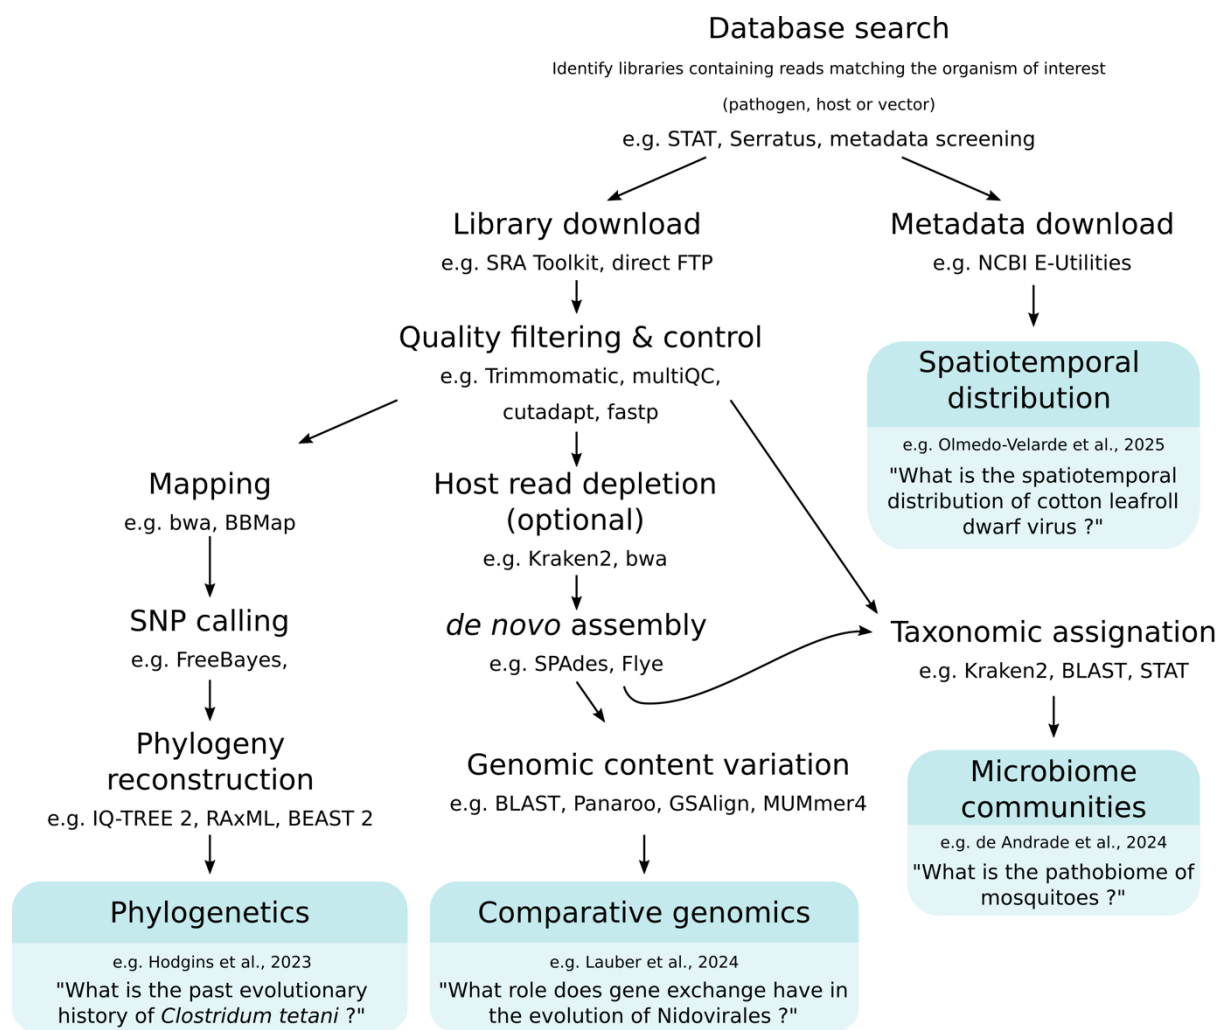 Database search
Identify libraries containing reads matching the organism of interest
(pathogen, host or vector)
e.g. STAT, Serratus, metadata screening
Library download
e.g. SRA Toolkit, direct FTP
Metadata download
e.g. NCBI E-Utilities
Quality filtering & control
e.g. Trimmomatic, multiQC,
cutadapt, fastp
Spatiotemporal
distribution
e.g. Olmedo-Velarde et al., 2025
"What is the spatiotemporal
distribution of cotton leafroll
dwarf virus ?"
Mapping
e.g. bwa, BBMap
Host read depletion
(optional)
e.g. Kraken2, bwa
SNP calling
e.g. FreeBayes,
de novo assembly
e.g. SPAdes, Flye
Taxonomic assignation
e.g. Kraken2, BLAST, STAT
Phylogeny
reconstruction
e.g. IQ-TREE 2, RAxML, BEAST 2
Genomic content variation
e.g. BLAST, Panaroo, GSAlign, MUMmer4
Microbiome
communities
e.g. de Andrade et al., 2024
"What is the pathobiome of
mosquitoes ?"
Phylogenetics
e.g. Hodgins et al., 2023
"What is the past evolutionary
history of Clostridum tetani ?"
Comparative genomics
e.g. Lauber et al., 2024
"What role does gene exchange have in
the evolution of Nidovirales ?"